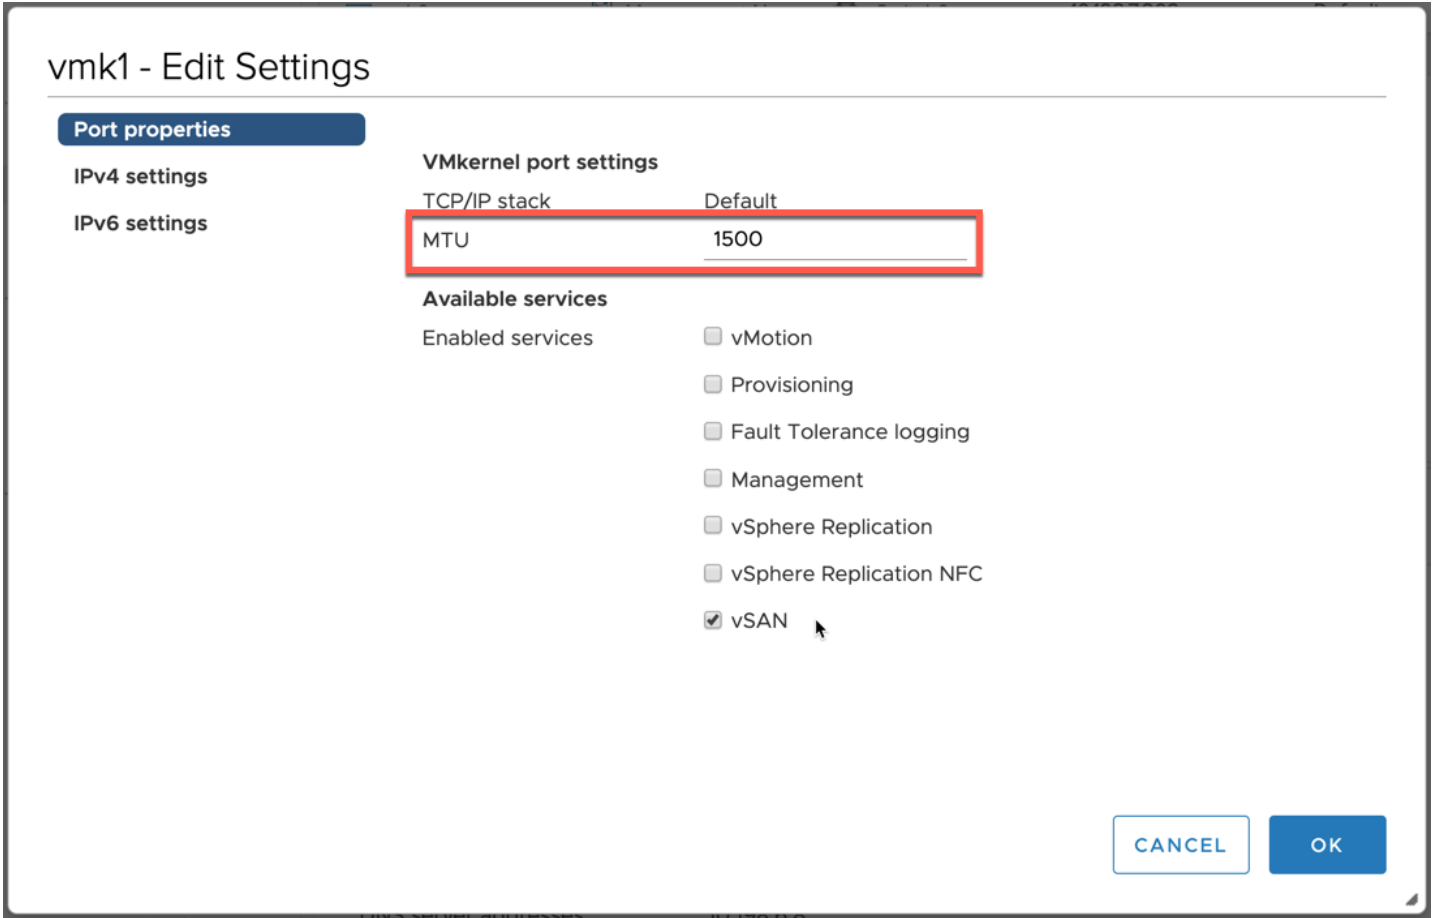 vmk1 - Edit Settings
Port properties
IPv4 settings
IPv6 settings
VMkernel port settings
TCP/IP stack Default
MTU 1500
Available services
Enabled services
vMotion
Provisioning
Fault Tolerance logging
Management
vSphere Replication
vSphere Replication NFC
vSAN
CANCEL OK